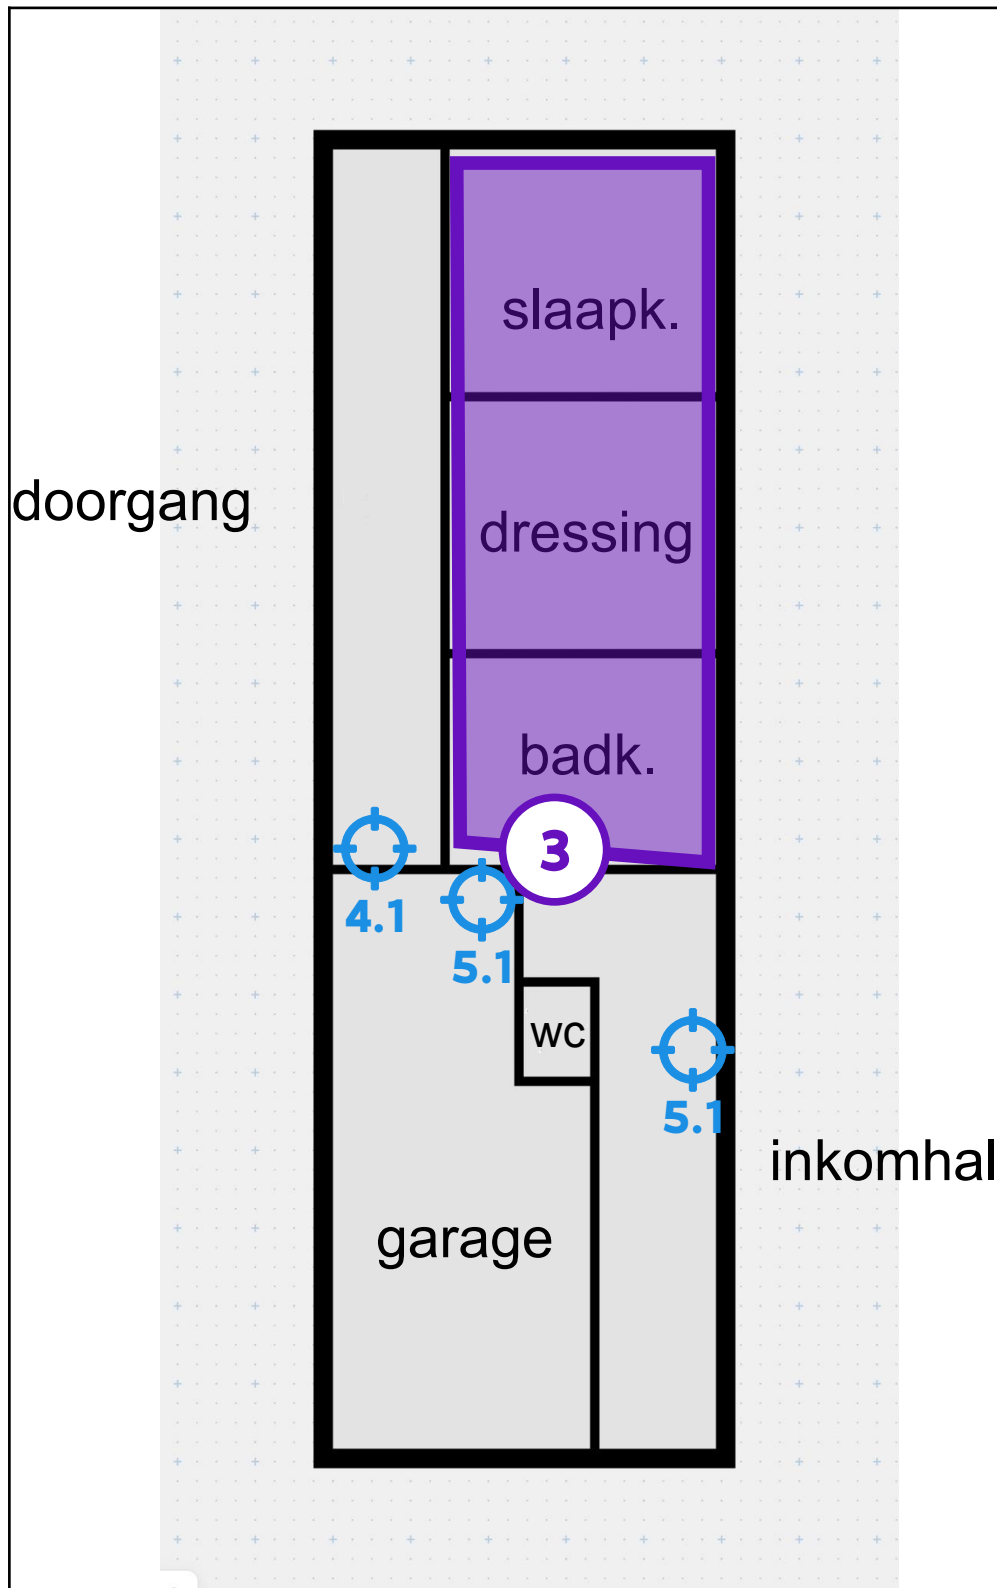 slaapk.
doorgang
dressing
badk.
3
4.1
5.1
wc
5.1
inkomhal
garage